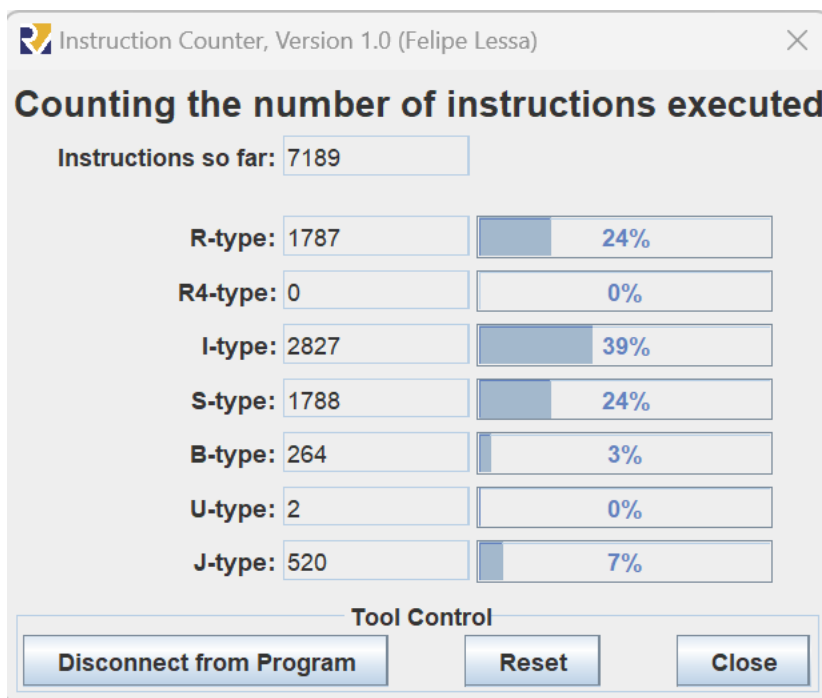 Instruction Counter, Version 1.0 (Felipe Lessa)
Counting the number of instructions executed
Instructions so far: 7189
R-type: 1787 24%
R4-type: 0 0%
I-type: 2827 39%
S-type: 1788 24%
B-type: 264 3%
U-type: 2 0%
J-type: 520 7%
Tool Control
Disconnect from Program Reset Close